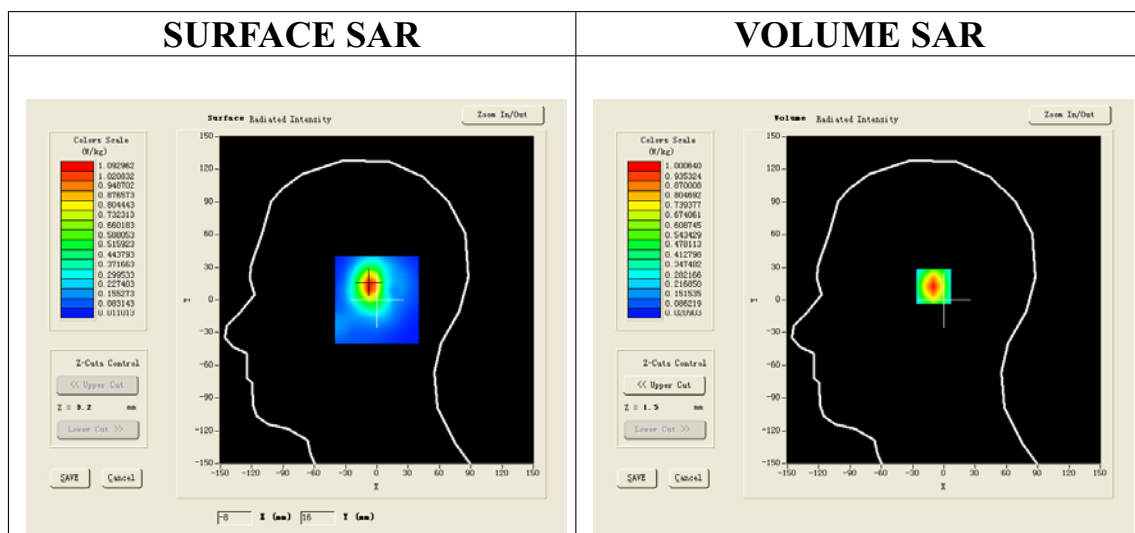 SURFACE SAR
VOLUME SAR
Surface Radiated Intensity
Zoom In/Out
Colors Scale
(W/kg)
1.092962
1.020832
0.948702
0.876573
0.804443
0.732313
0.660183
0.588053
0.515923
0.443793
0.371663
0.299533
0.227403
0.155273
0.083143
0.011013
Z-Cuts Control
<< Upper Cut
Z = 0.2 mm
Lower Cut >>
SAVE
Cancel
150
120
90
60
30
0
-30
-60
-90
-120
-150
Y
-150 -120 -90 -60 -30 0 30 60 90 120 150
X
-8 X (mm) 16 Y (mm)
Volume Radiated Intensity
Zoom In/Out
Colors Scale
(W/kg)
1.000640
0.935324
0.870008
0.804692
0.739377
0.674061
0.608745
0.543429
0.478113
0.412798
0.347482
0.282166
0.216850
0.151535
0.086219
0.020903
Z-Cuts Control
<< Upper Cut
Z = 1.5 mm
Lower Cut >>
SAVE
Cancel
150
120
90
60
30
0
-30
-60
-90
-120
-150
Y
-150 -120 -90 -60 -30 0 30 60 90 120 150
X